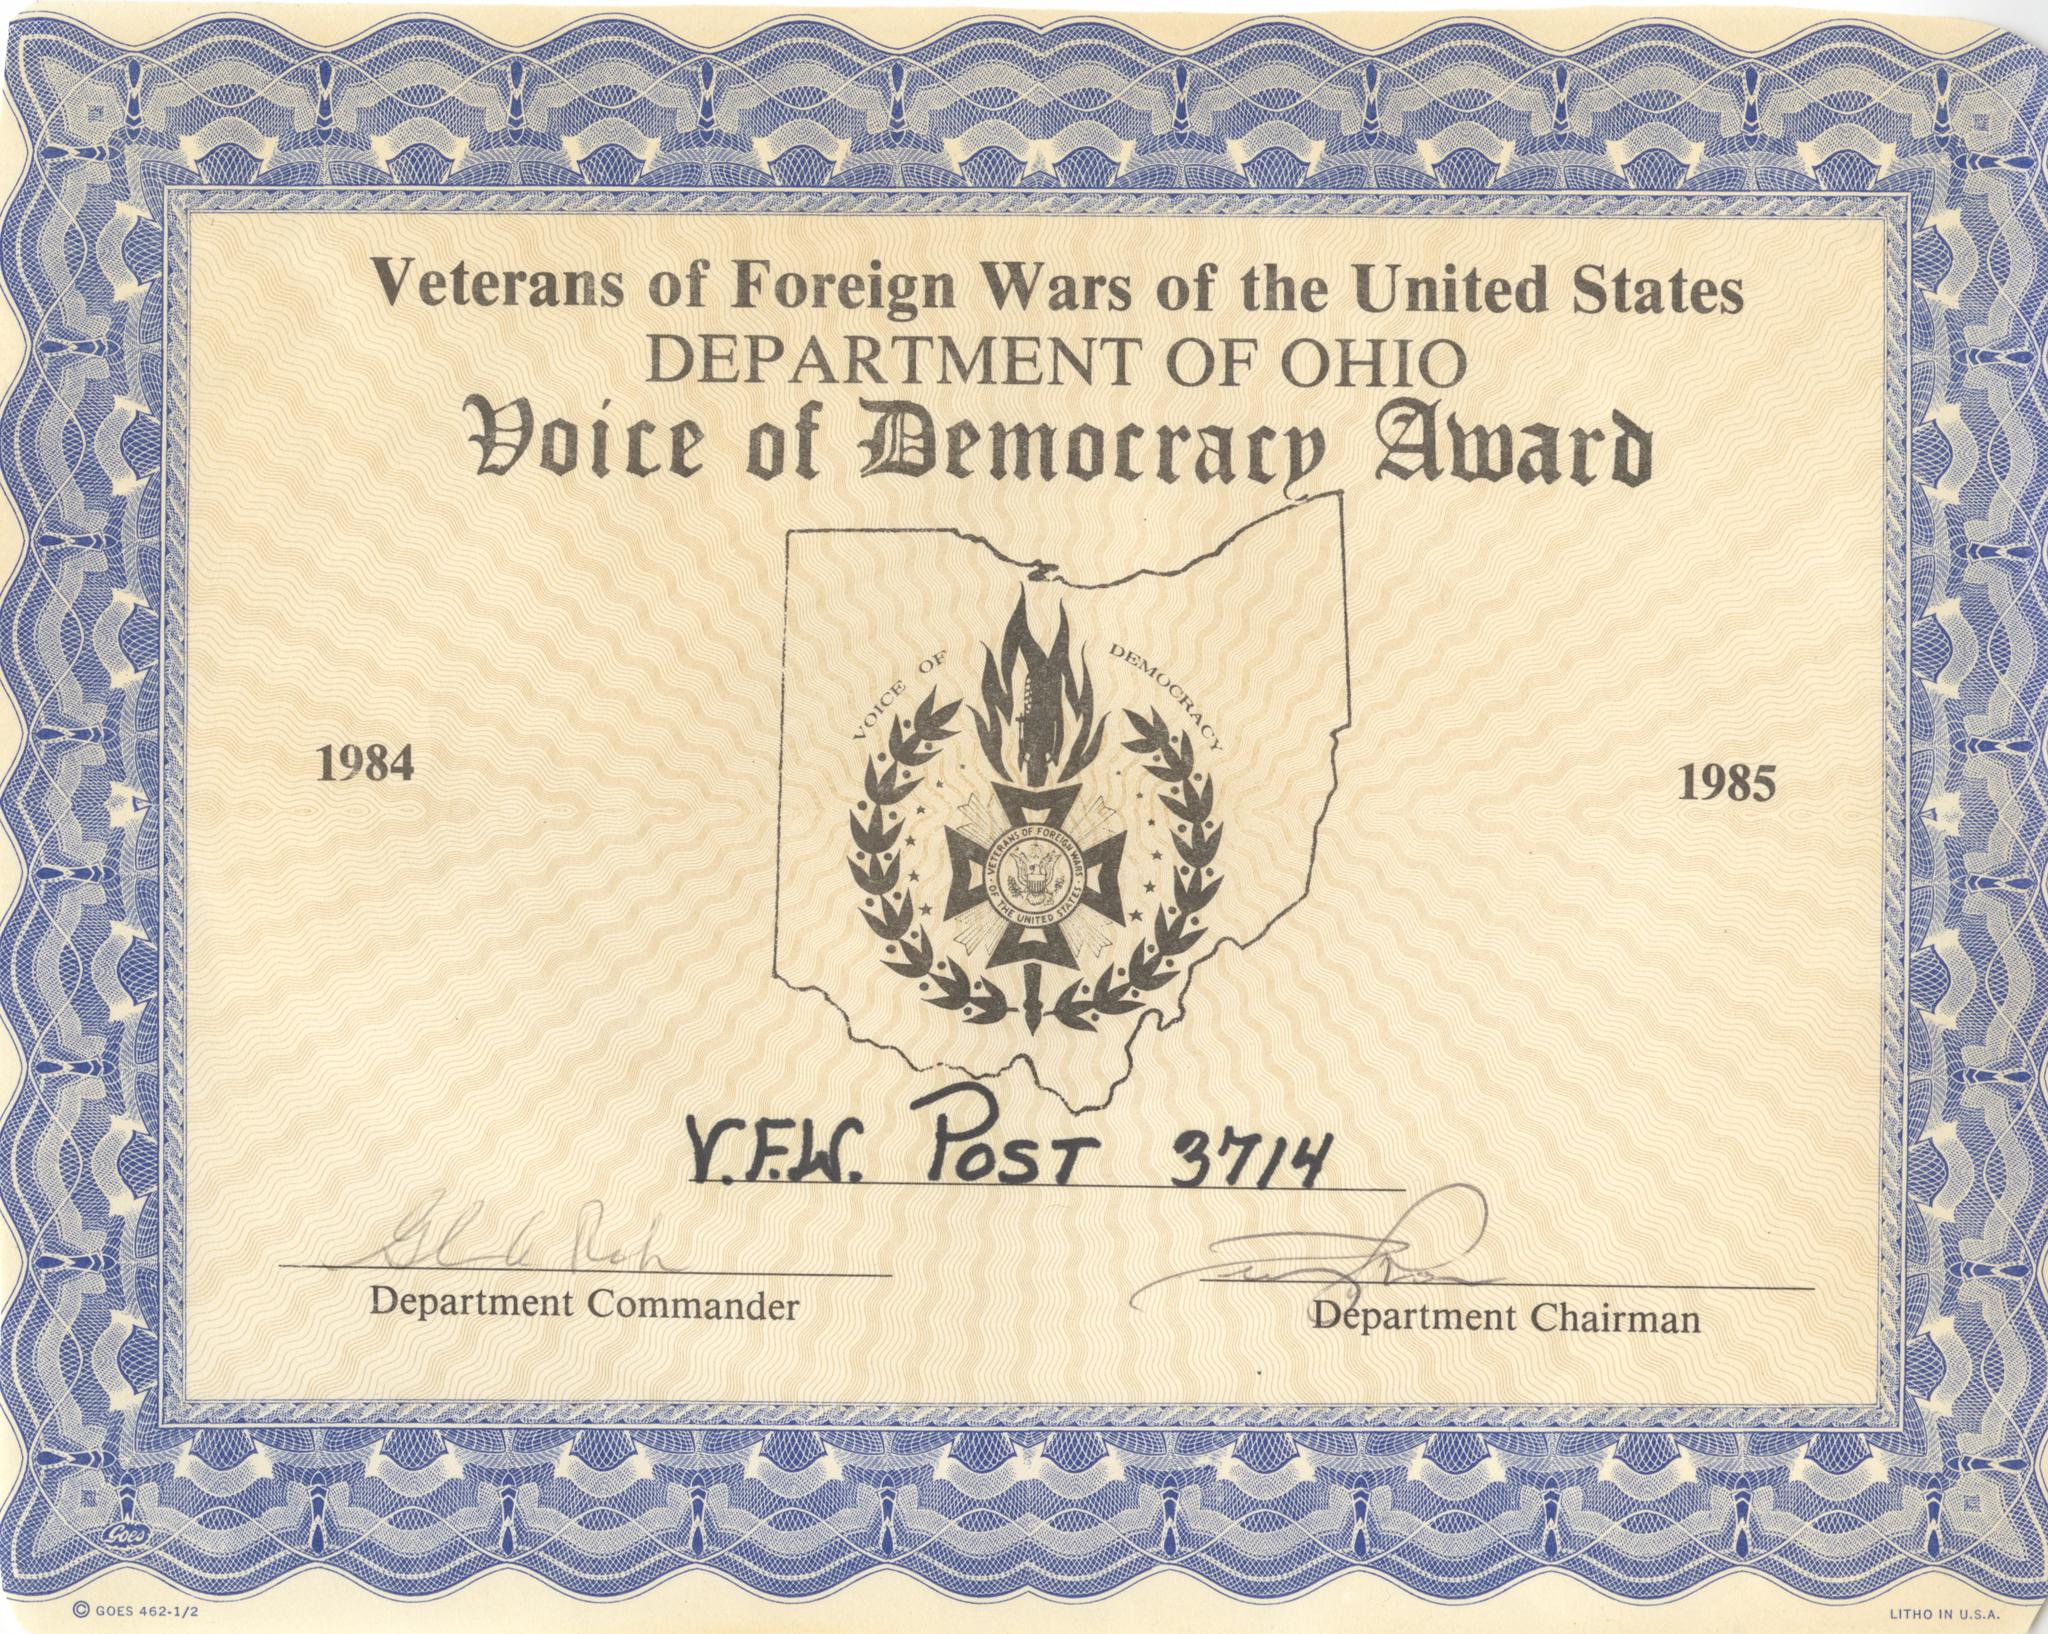 Veterans of Foreign Wars of the United States
DEPARTMENT OF OHIO
Voice of Democracy Award
VOICE OF DEMOCRACY
1984
1985
VETERANS OF FOREIGN WARS
OF THE UNITED STATES
V.F.W. POST 3714
Department Commander
Department Chairman
Goes
© GOES 462-1/2
LITHO IN U.S.A.